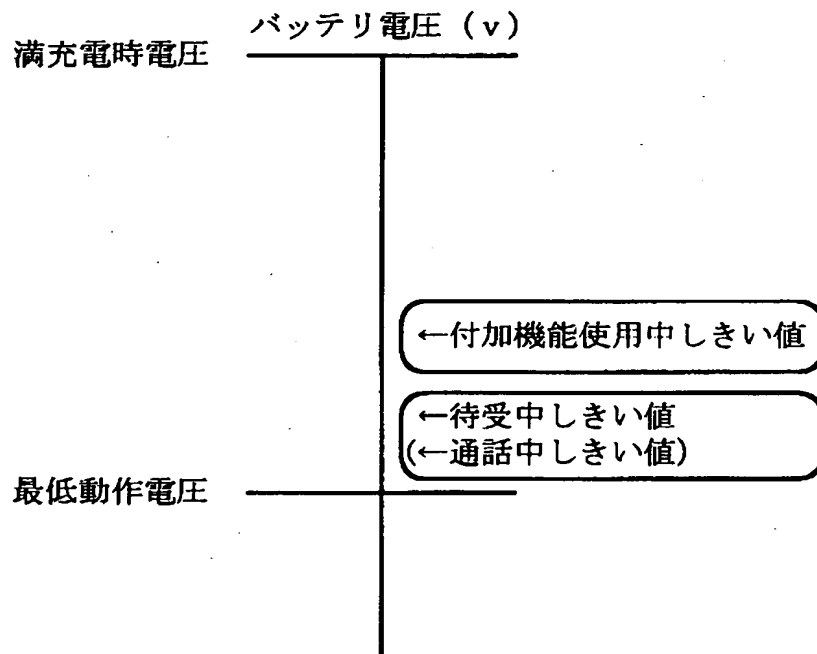 バッテリ電圧（v）
満充電時電圧
←付加機能使用中しきい値
←待受中しきい値
(←通話中しきい値)
最低動作電圧